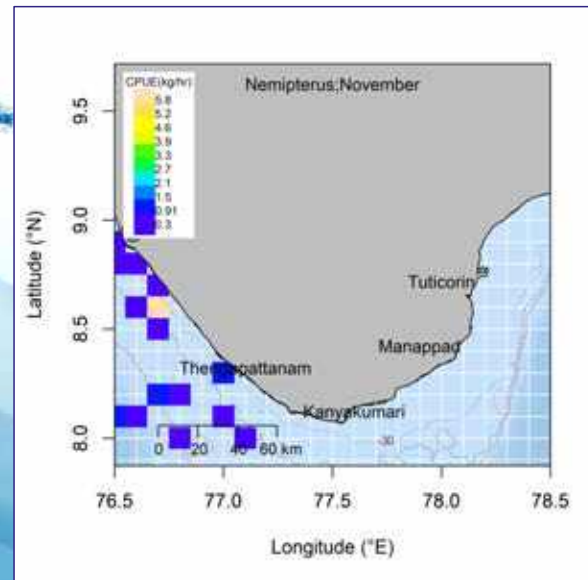 CPUE(kg/hr)
Nemipterus;November
5.8
5.2
4.6
3.9
3.3
2.7
2.1
1.5
0.91
0.3
9.5
9.0
8.5
8.0
Latitude (°N)
Tuticorin
Manappad
Thengapattanam
Kanyakumari
-30
0 20 40 60 km
76.5 77.0 77.5 78.0 78.5
Longitude (°E)